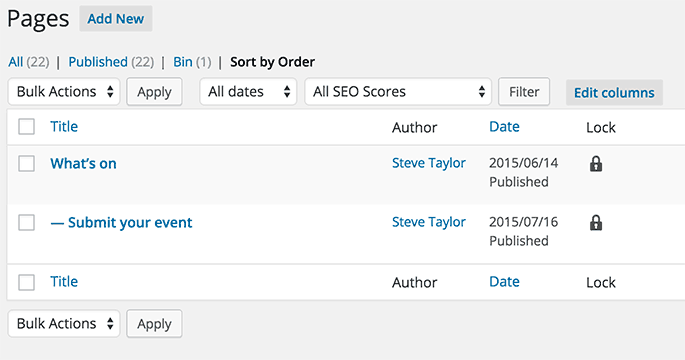 Pages Add New
All (22) | Published (22) | Bin (1) | Sort by Order
Bulk Actions Apply All dates All SEO Scores Filter Edit columns
Title Author Date Lock
What’s on Steve Taylor 2015/06/14
Published
— Submit your event Steve Taylor 2015/07/16
Published
Title Author Date Lock
Bulk Actions Apply